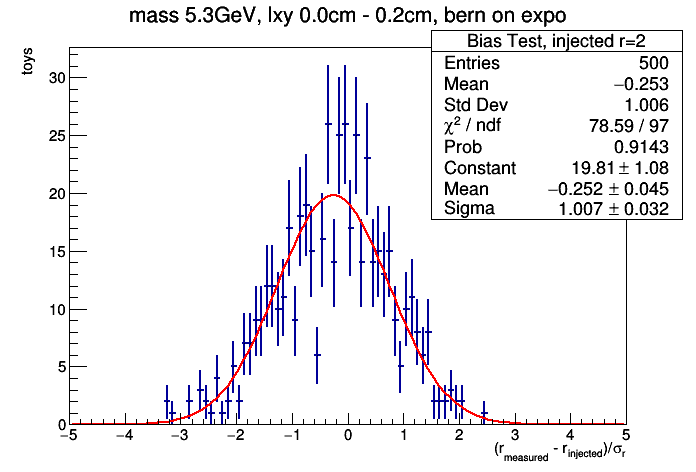 mass 5.3GeV, lxy 0.0cm - 0.2cm, bern on expo
Bias Test, injected r=2
Entries 500
Mean −0.253
Std Dev 1.006
χ² / ndf 78.59 / 97
Prob 0.9143
Constant 19.81 ± 1.08
Mean −0.252 ± 0.045
Sigma 1.007 ± 0.032
toys
30
25
20
15
10
5
0
−5 −4 −3 −2 −1 0 1 2 3 4 5
(r_measured - r_injected)/σ_r